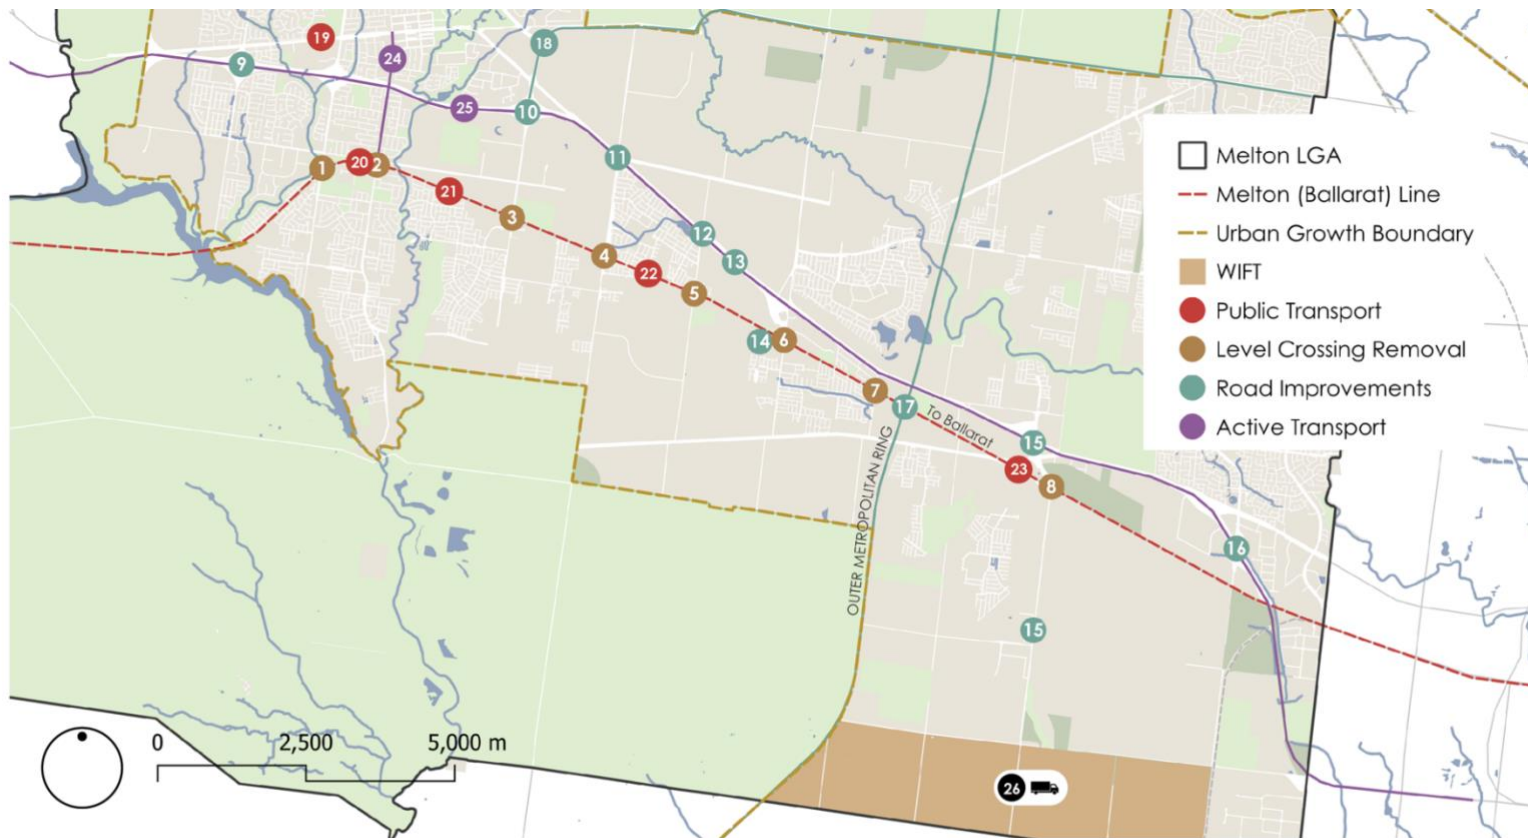 19
24
18
9
25
10
11
1
20
2
21
3
12
4
13
22
5
14
6
7
17
To Ballarat
15
23
8
16
OUTER METROPOLITAN RING
15
26
Melton LGA
Melton (Ballarat) Line
Urban Growth Boundary
WIFT
Public Transport
Level Crossing Removal
Road Improvements
Active Transport
0 2,500 5,000 m